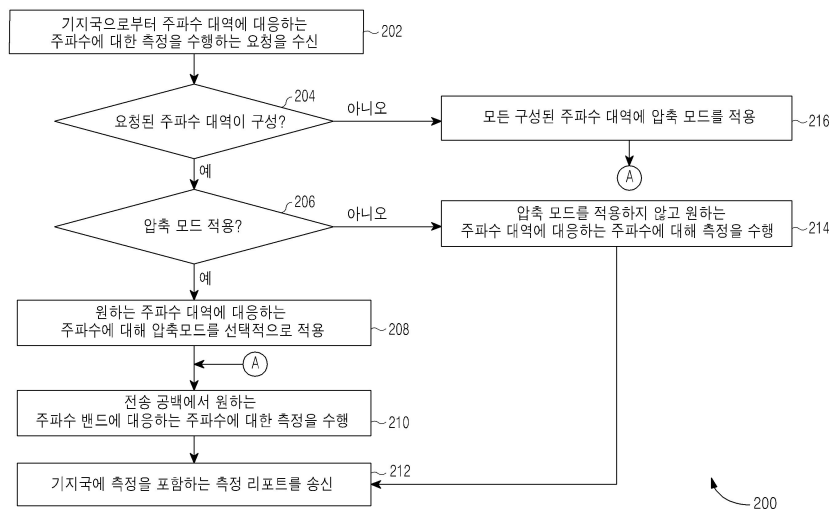 기지국으로부터 주파수 대역에 대응하는
주파수에 대한 측정을 수행하는 요청을 수신
202
요청된 주파수 대역이 구성?
204
아니오
모든 구성된 주파수 대역에 압축 모드를 적용
216
예
A
압축 모드 적용?
206
아니오
압축 모드를 적용하지 않고 원하는
주파수 대역에 대응하는 주파수에 대해 측정을 수행
214
예
원하는 주파수 대역에 대응하는
주파수에 대해 압축모드를 선택적으로 적용
208
A
전송 공백에서 원하는
주파수 밴드에 대응하는 주파수에 대한 측정을 수행
210
기지국에 측정을 포함하는 측정 리포트를 송신
212
200